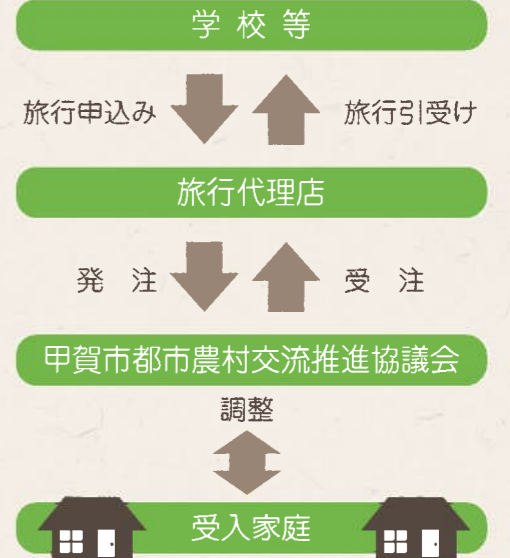 学校等
旅行申込み 旅行引受け
旅行代理店
発注 受注
甲賀市都市農村交流推進協議会
調整
受入家庭